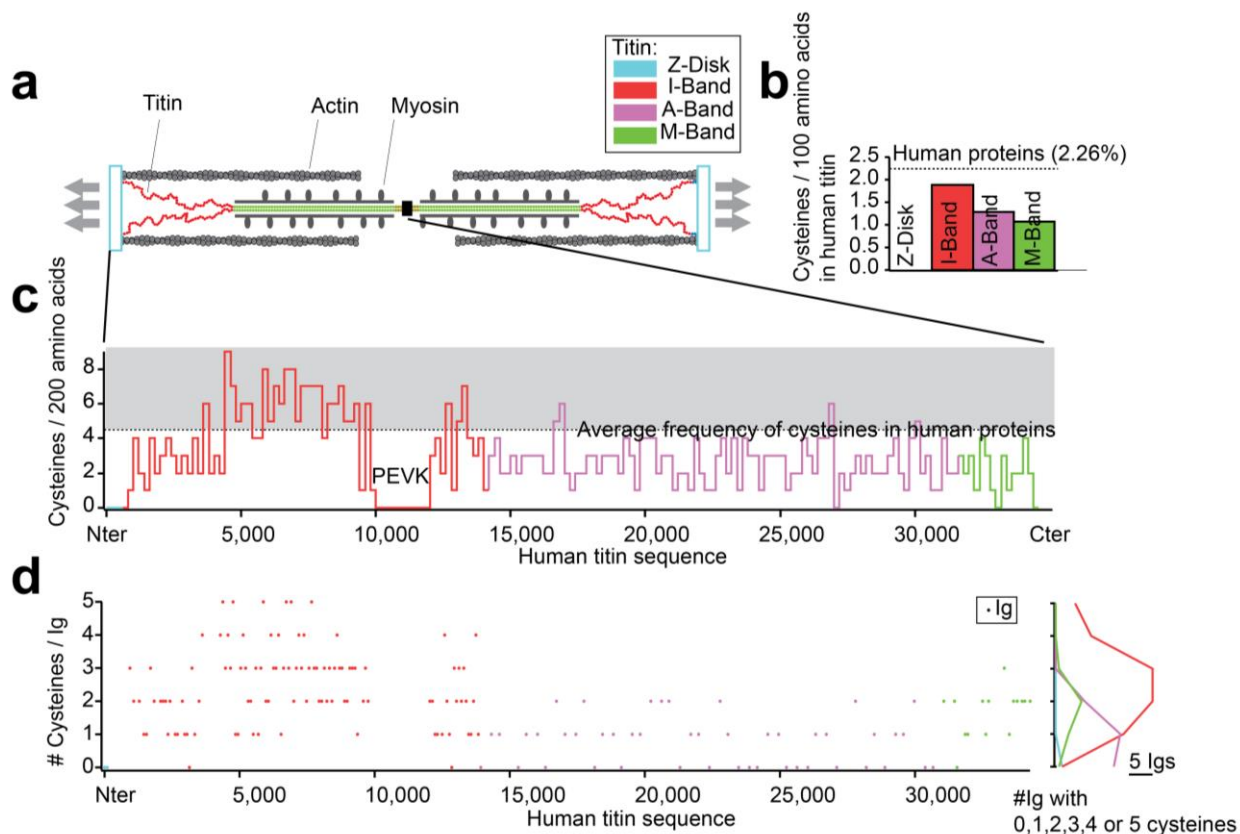 a
Titin
Actin
Myosin
Titin:
Z-Disk
I-Band
A-Band
M-Band
b
Cysteines / 100 amino acids
in human titin
2.5
2.0
1.5
1.0
0.5
0.0
Human proteins (2.26%)
Z-Disk
I-Band
A-Band
M-Band
c
Cysteines / 200 amino acids
8
6
4
2
0
Average frequency of cysteines in human proteins
PEVK
Nter
5,000
10,000
15,000
20,000
25,000
30,000
Cter
Human titin sequence
d
# Cysteines / Ig
5
4
3
2
1
0
Ig
Nter
5,000
10,000
15,000
20,000
25,000
30,000
Human titin sequence
5 Igs
#Ig with
0,1,2,3,4 or 5 cysteines